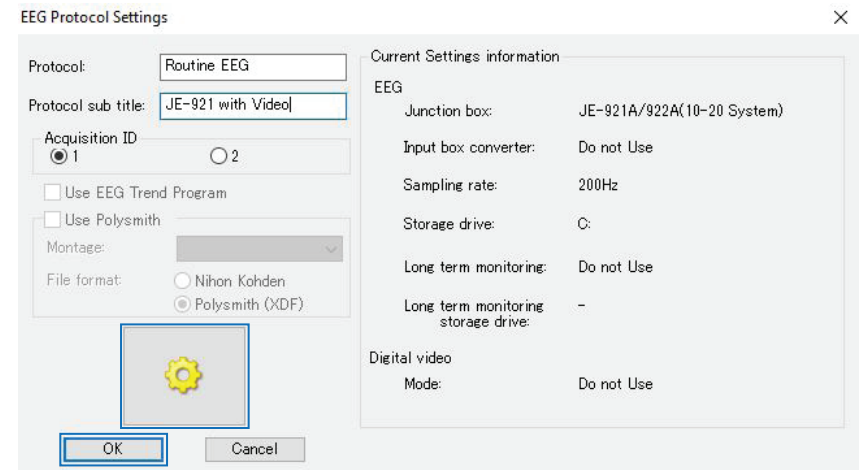 EEG Protocol Settings
Protocol: Routine EEG
Protocol sub title: JE-921 with Video
Acquisition ID
1 2
Use EEG Trend Program
Use Polysmith
Montage:
File format: Nihon Kohden
Polysmith (XDF)
OK Cancel
Current Settings information
EEG
Junction box: JE-921A/922A(10-20 System)
Input box converter: Do not Use
Sampling rate: 200Hz
Storage drive: C:
Long term monitoring: Do not Use
Long term monitoring -
storage drive:
Digital video
Mode: Do not Use